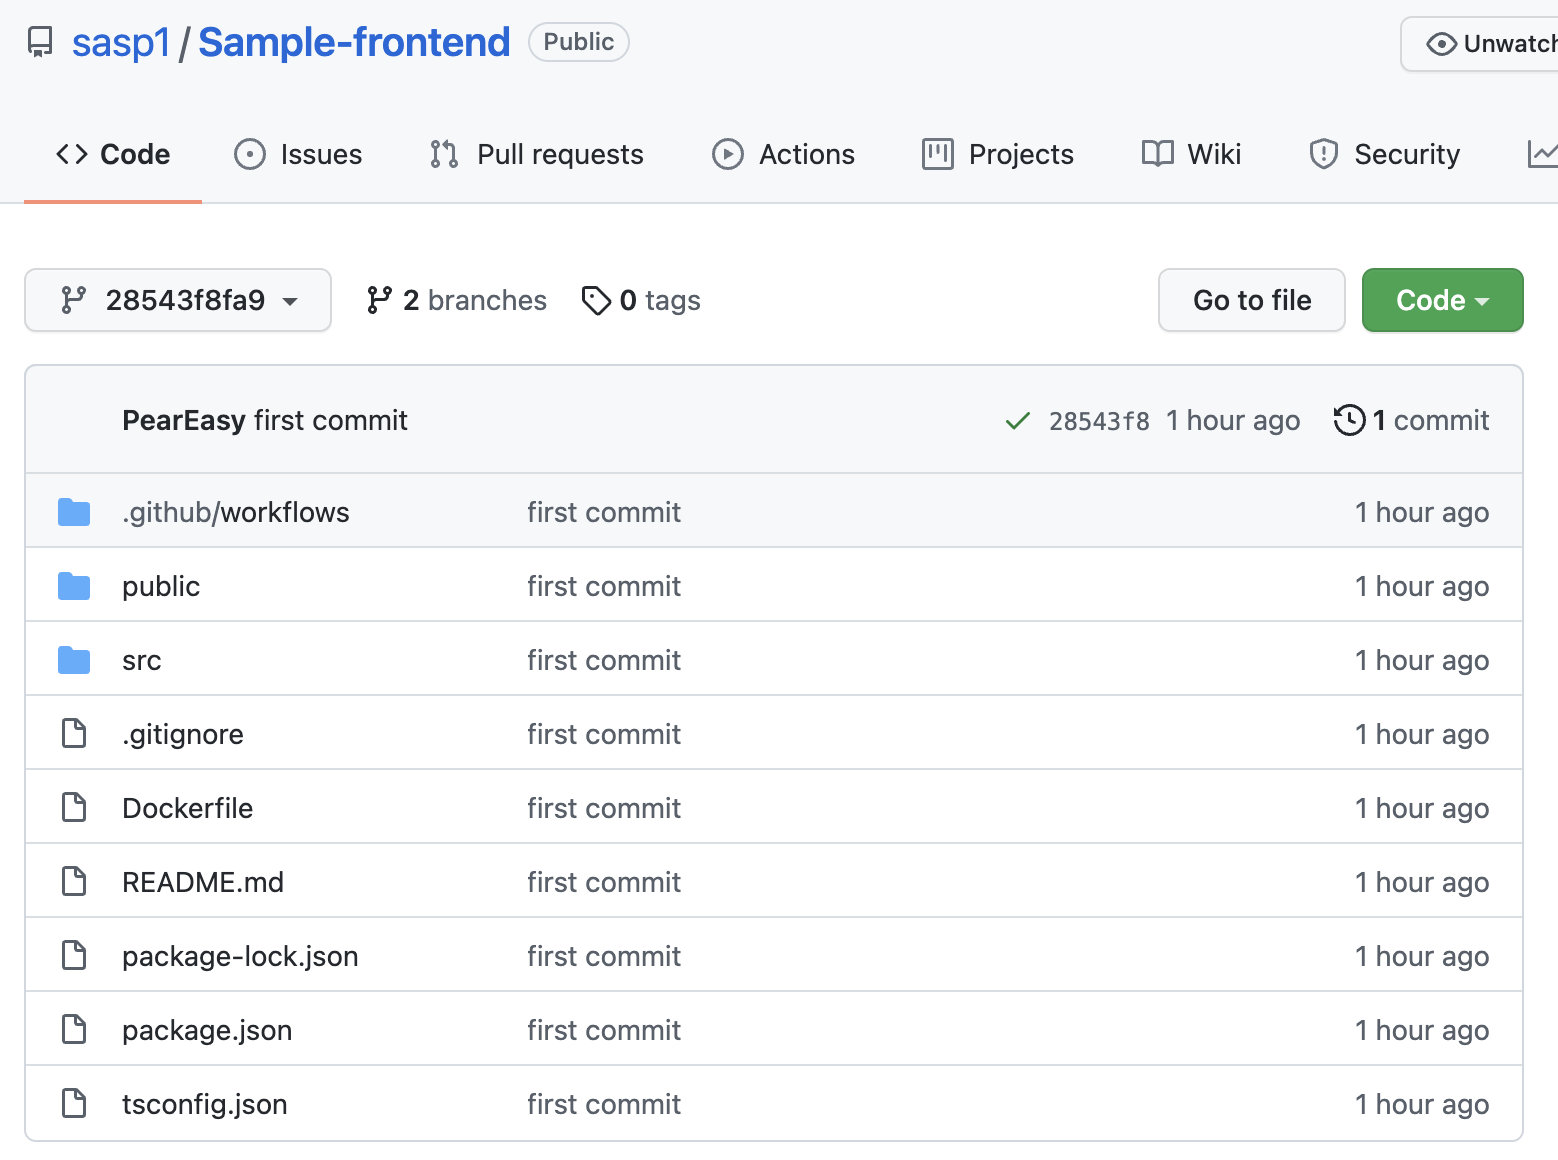 sasp1 / Sample-frontend Public Unwatch
Code Issues Pull requests Actions Projects Wiki Security
28543f8fa9 2 branches 0 tags Go to file Code
PearEasy first commit 28543f8 1 hour ago 1 commit
.github/workflows first commit 1 hour ago
public first commit 1 hour ago
src first commit 1 hour ago
.gitignore first commit 1 hour ago
Dockerfile first commit 1 hour ago
README.md first commit 1 hour ago
package-lock.json first commit 1 hour ago
package.json first commit 1 hour ago
tsconfig.json first commit 1 hour ago